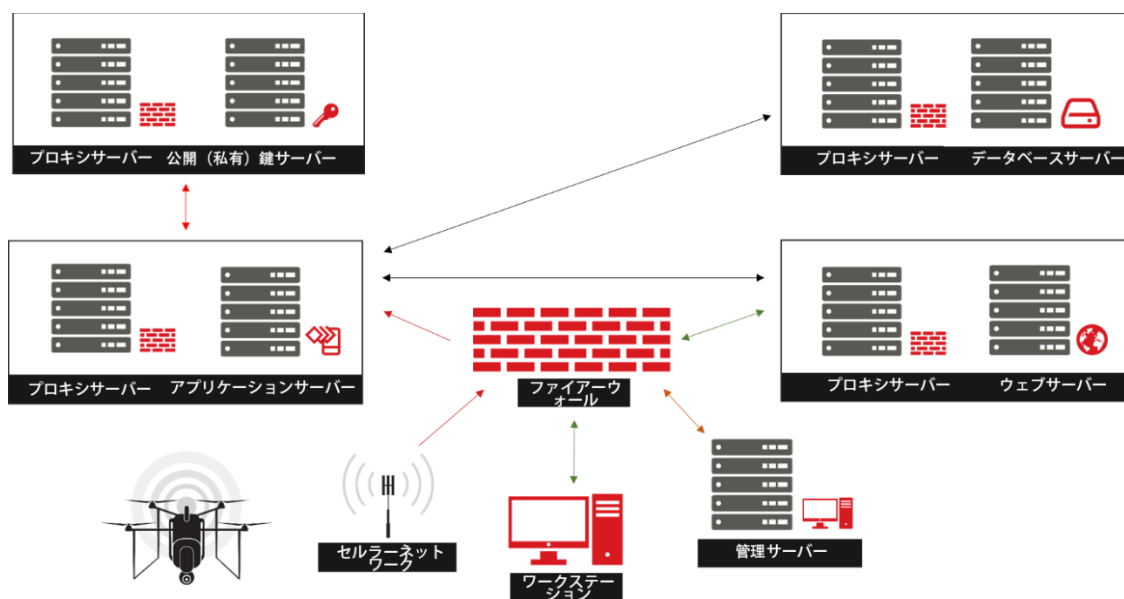 プロキシサーバー 公開（私有）鍵サーバー
プロキシサーバー データベースサーバー
プロキシサーバー アプリケーションサーバー
プロキシサーバー ウェブサーバー
ファイアーウ
ォール
セルラーネット
ワーク
ワークステー
ション
管理サーバー